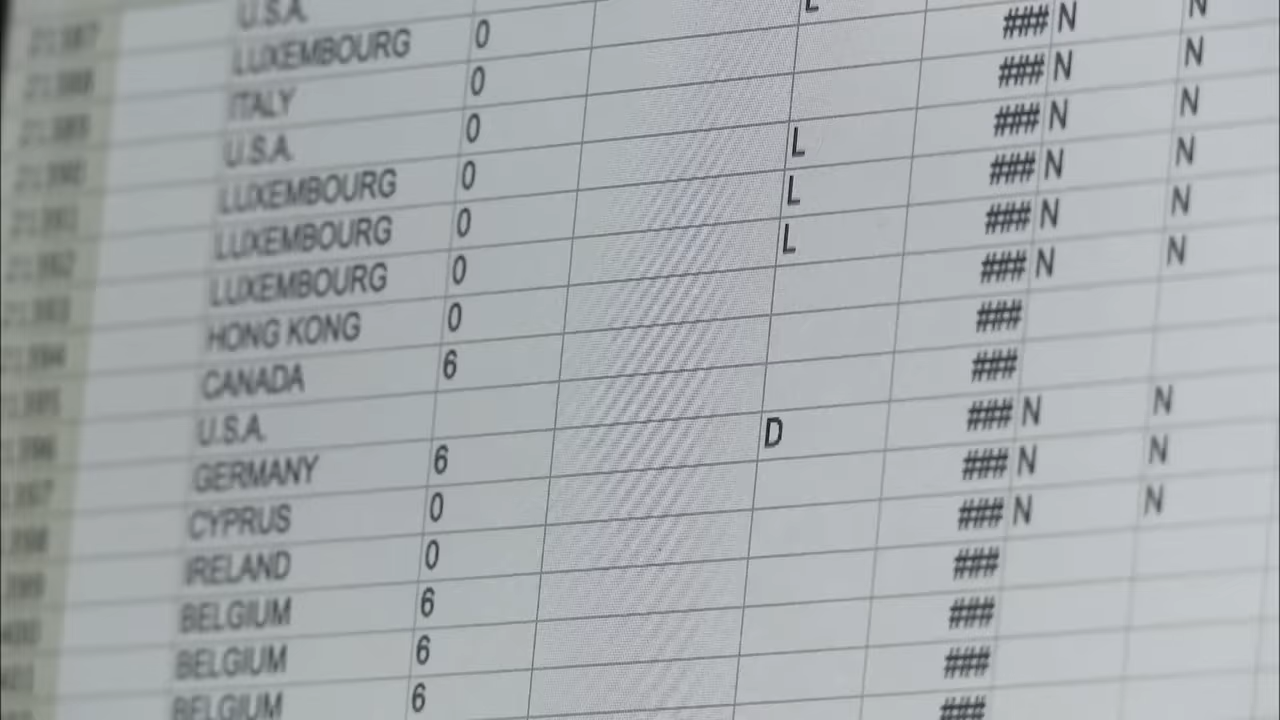 U.S.A.
LUXEMBOURG 0 L
ITALY 0 ### N N
U.S.A. 0 ### N N
LUXEMBOURG 0 L ### N N
LUXEMBOURG 0 L ### N N
LUXEMBOURG 0 L ### N N
HONG KONG 0 ### N N
CANADA 6 ###
U.S.A. ###
GERMANY 6 D ### N N
CYPRUS 0 ### N N
IRELAND 0 ### N N
BELGIUM 6 ###
BELGIUM 6 ###
BELGIUM 6 ###
###